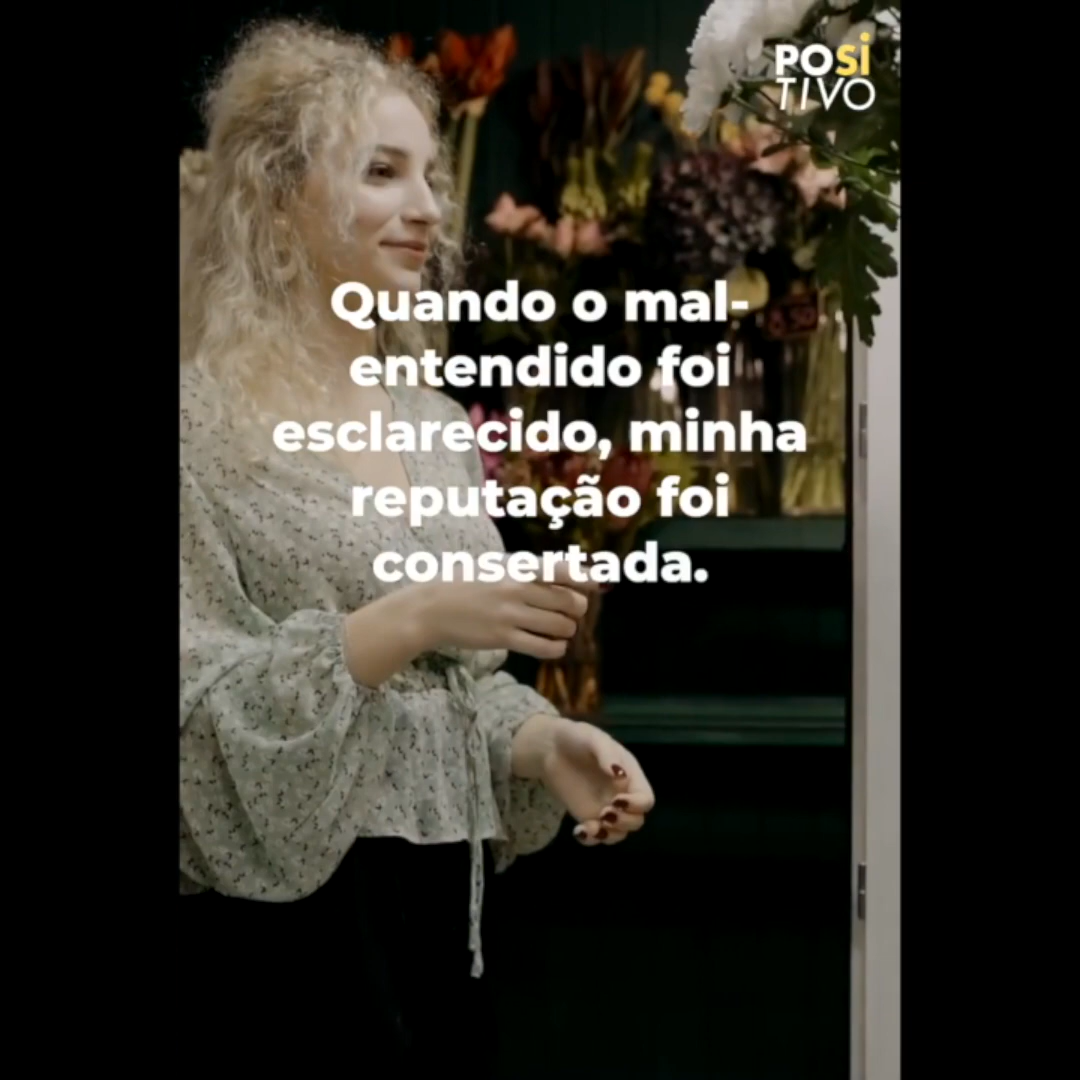 POSi
TIVO
Quando o mal-
entendido foi
esclarecido, minha
reputação foi
consertada.